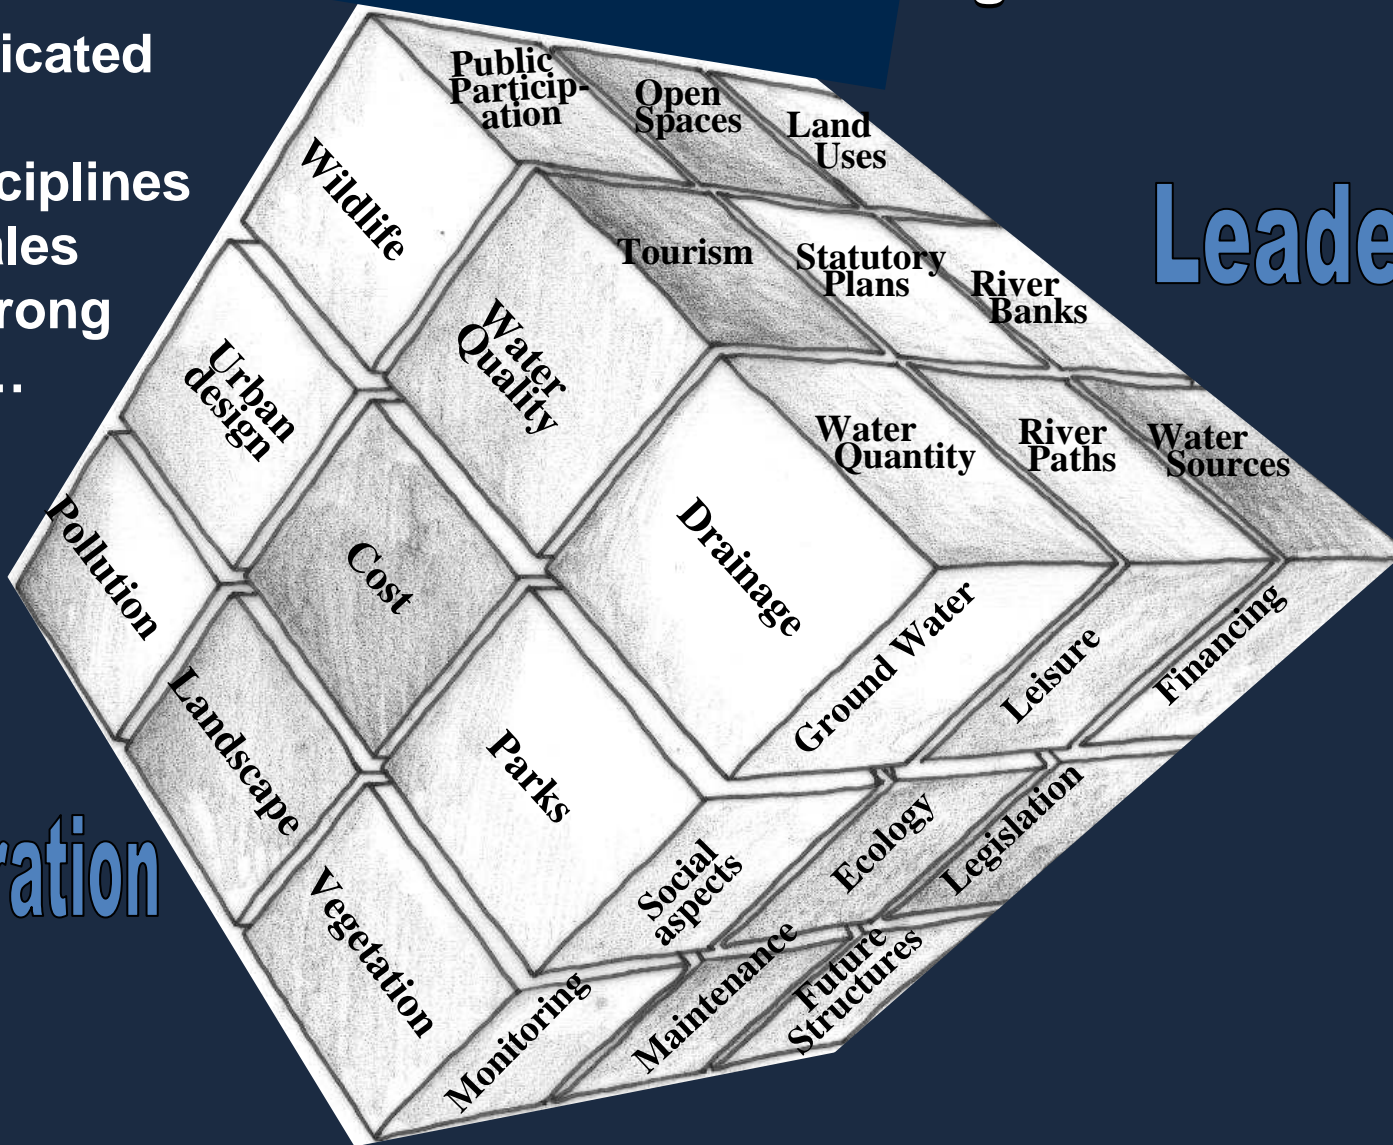 icated
ciplines
ales
rong
..
Leade
ration
Public
Particip-
ation
Open
Spaces
Land
Uses
Tourism
Statutory
Plans
River
Banks
Water
Quantity
River
Paths
Water
Sources
Wildlife
Water
Quality
Drainage
Urban
design
Cost
Parks
Pollution
Landscape
Vegetation
Ground Water
Leisure
Financing
Social
aspects
Ecology
Legislation
Monitoring
Maintenance
Future
Structures